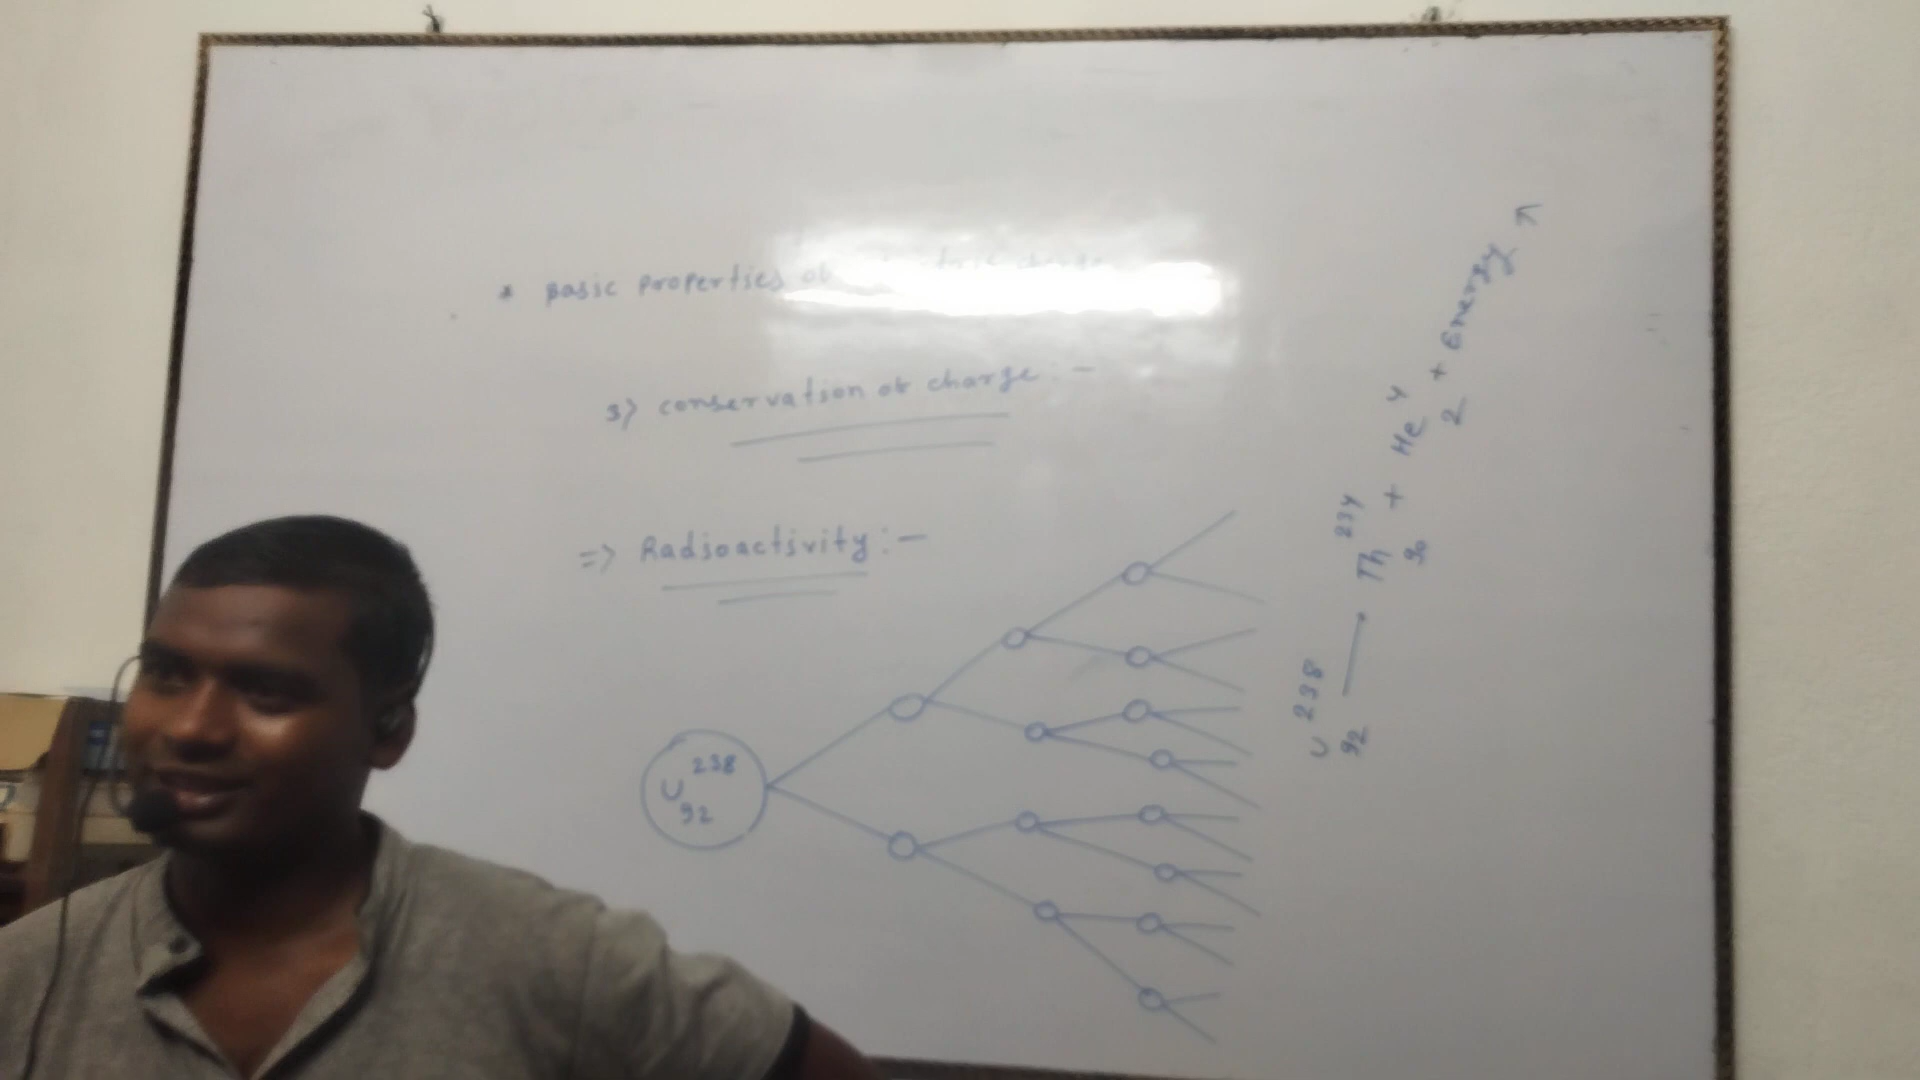 * Basic Properties of charge
3) conservation of charge:-
=> Radioactivity:-
U 238 92
U 238 92 → Th 234 90 + He 4 2 + Energy ↑